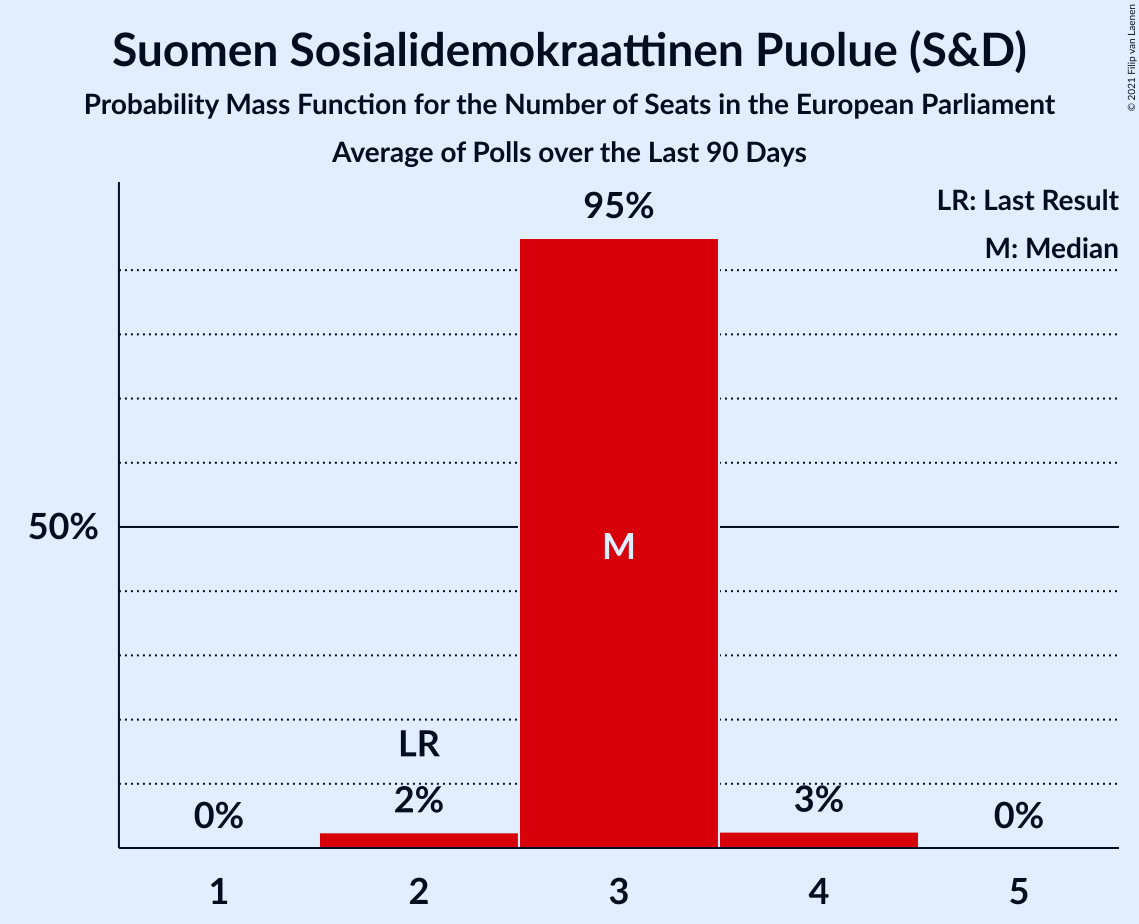 Suomen Sosialidemokraattinen Puolue (S&D)
Probability Mass Function for the Number of Seats in the European Parliament
Average of Polls over the Last 90 Days
© 2021 Filip van Laenen
LR: Last Result
M: Median
95%
50%
M
LR
0%
2%
3%
0%
1
2
3
4
5